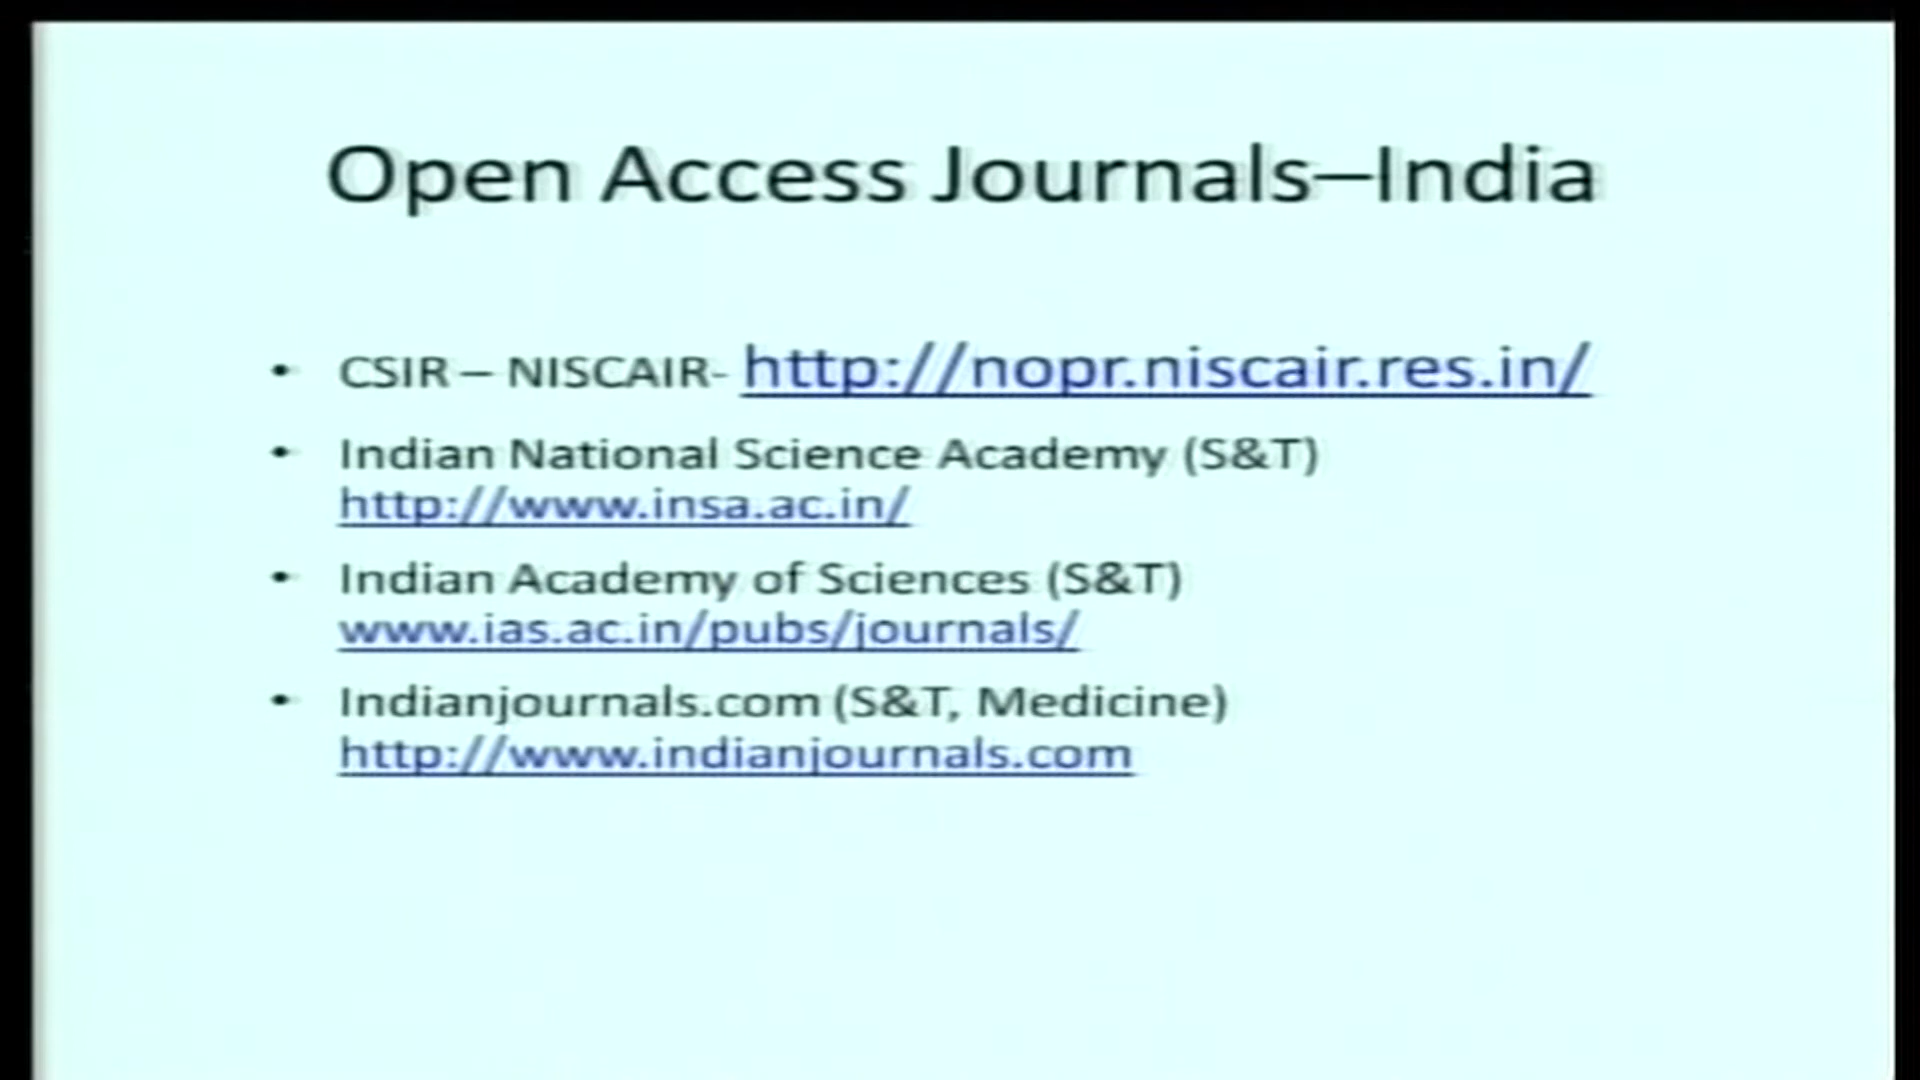 Open Access Journals–India
• CSIR – NISCAIR- http://nopr.niscair.res.in/
• Indian National Science Academy (S&T)
http://www.insa.ac.in/
• Indian Academy of Sciences (S&T)
www.ias.ac.in/pubs/journals/
• Indianjournals.com (S&T, Medicine)
http://www.indianjournals.com